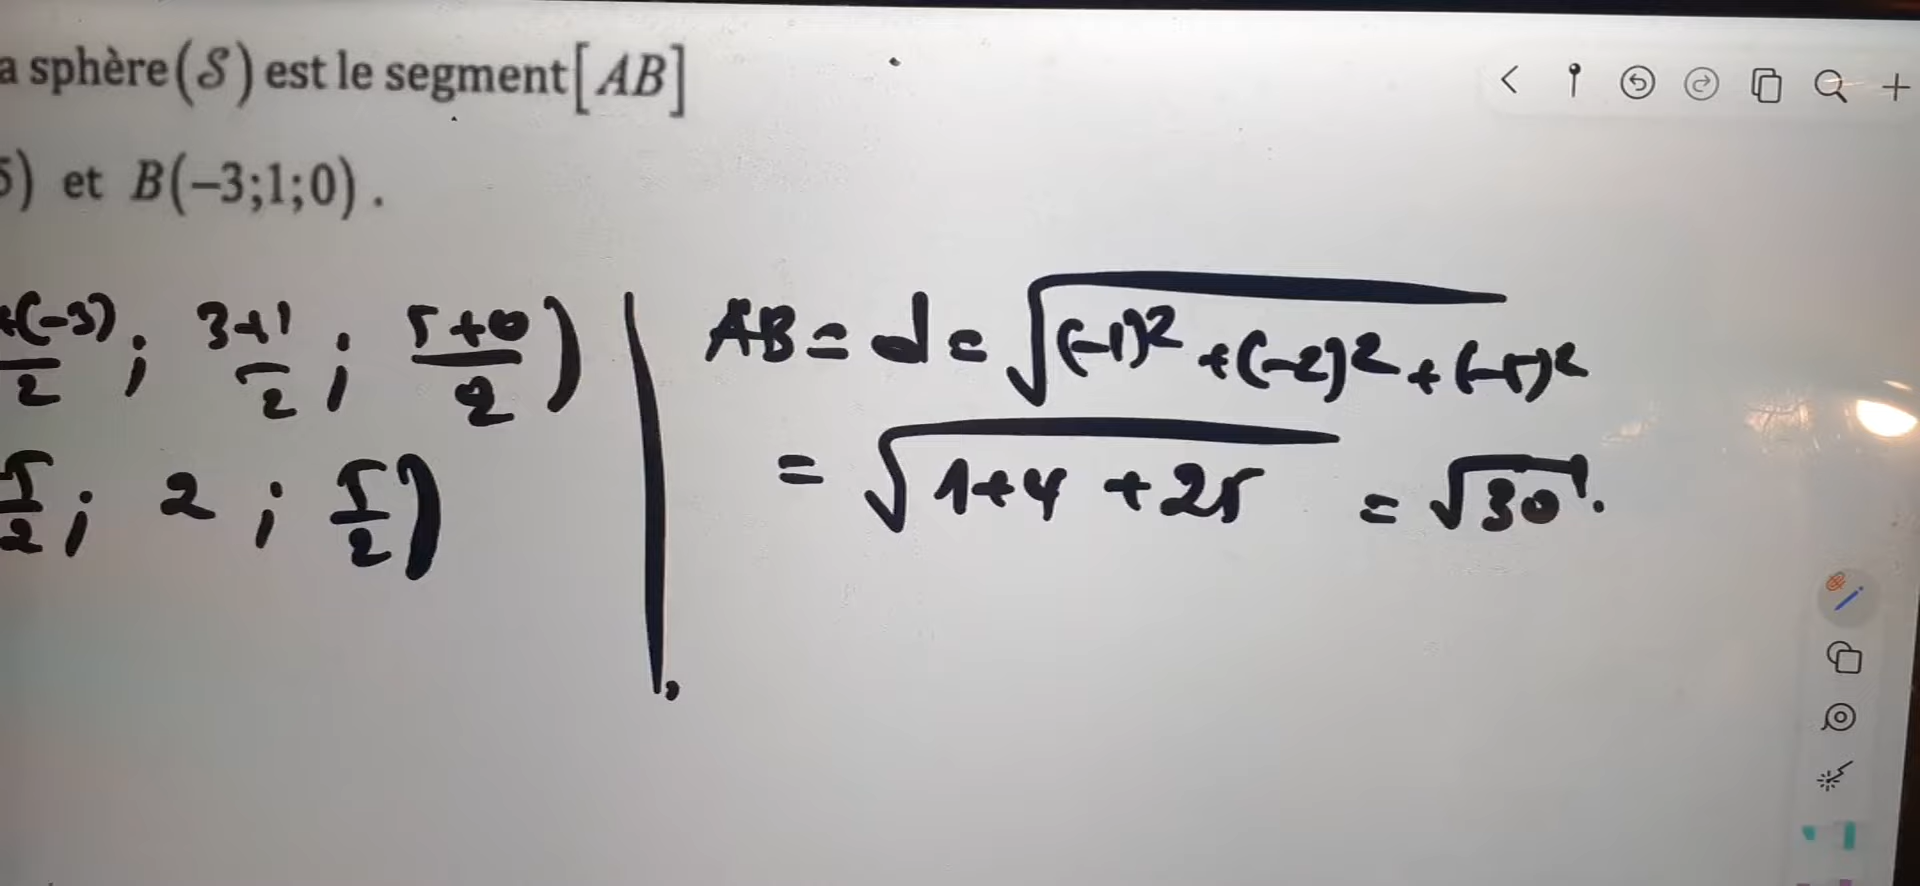 a sphère (S) est le segment [AB]
5) et B(−3;1;0).
+(-3)/2 ; 3+1/2 ; 5+0/2 )
5/2 ; 2 ; 5/2 )
AB = d = √(-1)² + (-2)² + (-5)²
= √1+4+25 = √30.